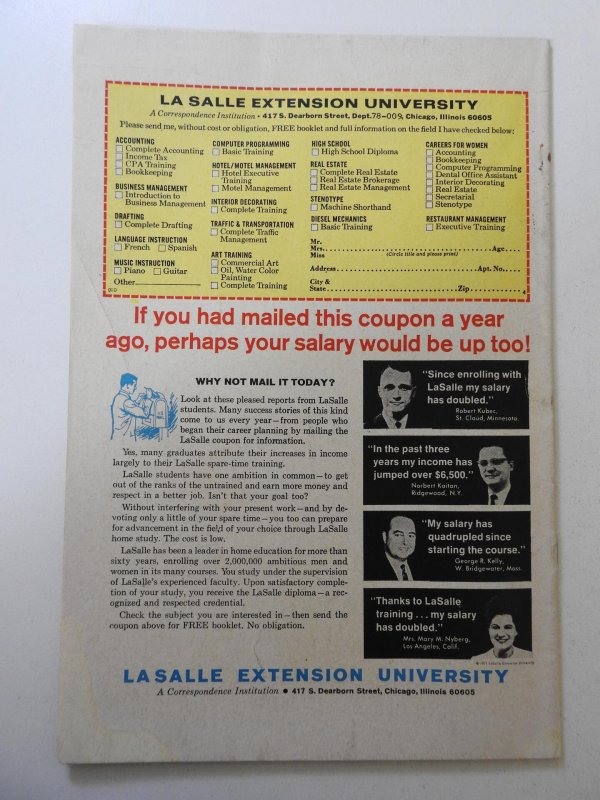 LA SALLE EXTENSION UNIVERSITY
A Correspondence Institution • 417 S. Dearborn Street, Dept. 78-009, Chicago, Illinois 60605
Please send me, without cost or obligation, FREE booklet and full information on the field I have checked below:
ACCOUNTING
Complete Accounting
Income Tax
CPA Training
Bookkeeping
BUSINESS MANAGEMENT
Introduction to
Business Management
DRAFTING
Complete Drafting
LANGUAGE INSTRUCTION
French Spanish
MUSIC INSTRUCTION
Piano Guitar
Other
010
COMPUTER PROGRAMMING
Basic Training
HOTEL/MOTEL MANAGEMENT
Hotel Executive
Training
Motel Management
INTERIOR DECORATING
Complete Training
TRAFFIC & TRANSPORTATION
Complete Traffic
Management
ART TRAINING
Commercial Art
Oil, Water Color
Painting
Complete Training
HIGH SCHOOL
High School Diploma
REAL ESTATE
Complete Real Estate
Real Estate Brokerage
Real Estate Management
STENOTYPE
Machine Shorthand
DIESEL MECHANICS
Basic Training
CAREERS FOR WOMEN
Accounting
Bookkeeping
Computer Programming
Dental Office Assistant
Interior Decorating
Real Estate
Secretarial
Stenotype
RESTAURANT MANAGEMENT
Executive Training
Mr.
Mrs. Age
Miss (Circle title and please print)
Address Apt. No.
City &
State Zip 4
If you had mailed this coupon a year
ago, perhaps your salary would be up too!
WHY NOT MAIL IT TODAY?
Look at these pleased reports from LaSalle
students. Many success stories of this kind
come to us every year—from people who
began their career planning by mailing the
LaSalle coupon for information.
Yes, many graduates attribute their increases in income
largely to their LaSalle spare-time training.
LaSalle students have one ambition in common—to get
out of the ranks of the untrained and earn more money and
respect in a better job. Isn't that your goal too?
Without interfering with your present work—and by de-
voting only a little of your spare time—you too can prepare
for advancement in the field of your choice through LaSalle
home study. The cost is low.
LaSalle has been a leader in home education for more than
sixty years, enrolling over 2,000,000 ambitious men and
women in its many courses. You study under the supervision
of LaSalle's experienced faculty. Upon satisfactory comple-
tion of your study, you receive the LaSalle diploma—a rec-
ognized and respected credential.
Check the subject you are interested in—then send the
coupon above for FREE booklet. No obligation.
"Since enrolling with
LaSalle my salary
has doubled."
Robert Kubec,
St. Cloud, Minnesota.
"In the past three
years my income has
jumped over $6,500."
Norbert Kaitan,
Ridgewood, N.Y.
"My salary has
quadrupled since
starting the course."
George R. Kelly,
W. Bridgewater, Mass.
"Thanks to LaSalle
training . . . my salary
has doubled."
Mrs. Mary M. Nyberg,
Los Angeles, Calif.
© 1971 LaSalle Extension University
LA SALLE EXTENSION UNIVERSITY
A Correspondence Institution • 417 S. Dearborn Street, Chicago, Illinois 60605